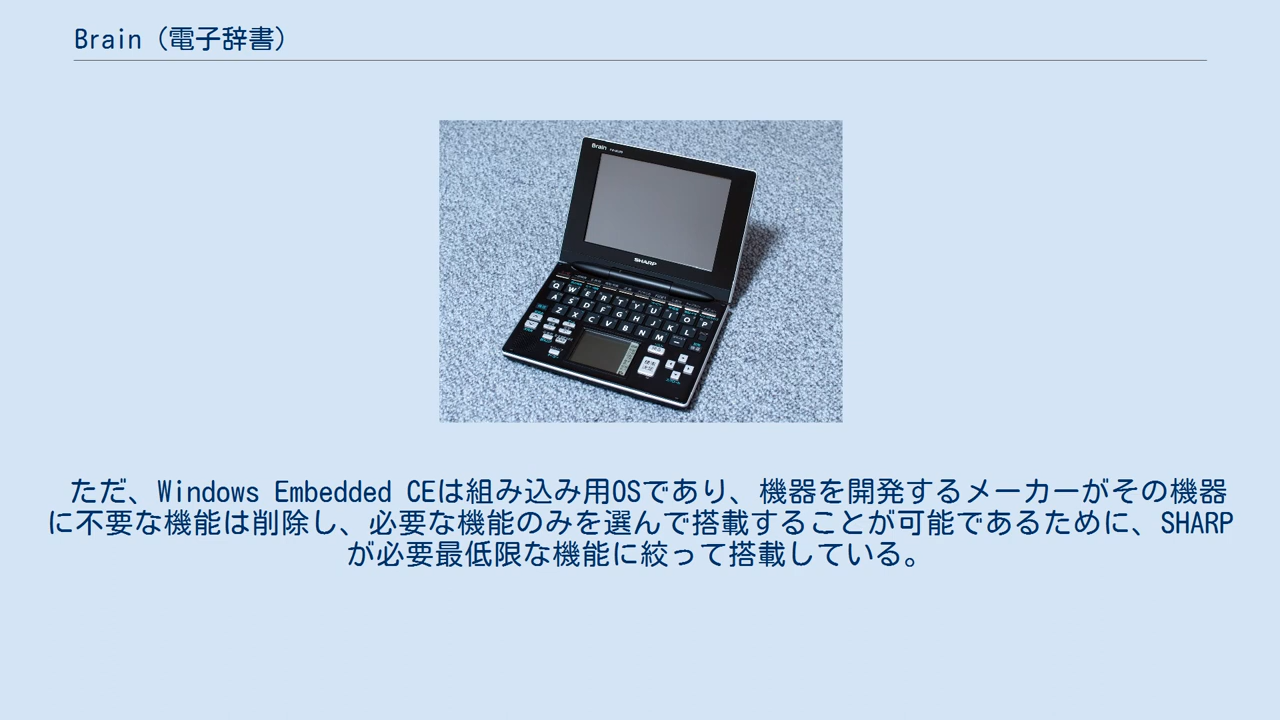 Brain（電子辞書）
Brain
SHARP
Q W E R T Y U I O P
A S D F G H J K L
Z X C V B N M
ただ、Windows Embedded CEは組み込み用OSであり、機器を開発するメーカーがその機器
に不要な機能は削除し、必要な機能のみを選んで搭載することが可能であるために、SHARP
が必要最低限な機能に絞って搭載している。